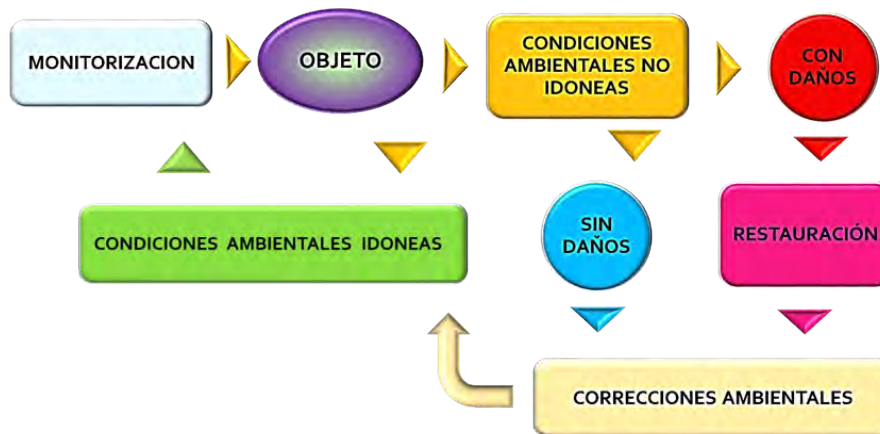 MONITORIZACION
OBJETO
CONDICIONES
AMBIENTALES NO
IDONEAS
CON
DAÑOS
CONDICIONES AMBIENTALES IDONEAS
SIN
DAÑOS
RESTAURACIÓN
CORRECCIONES AMBIENTALES